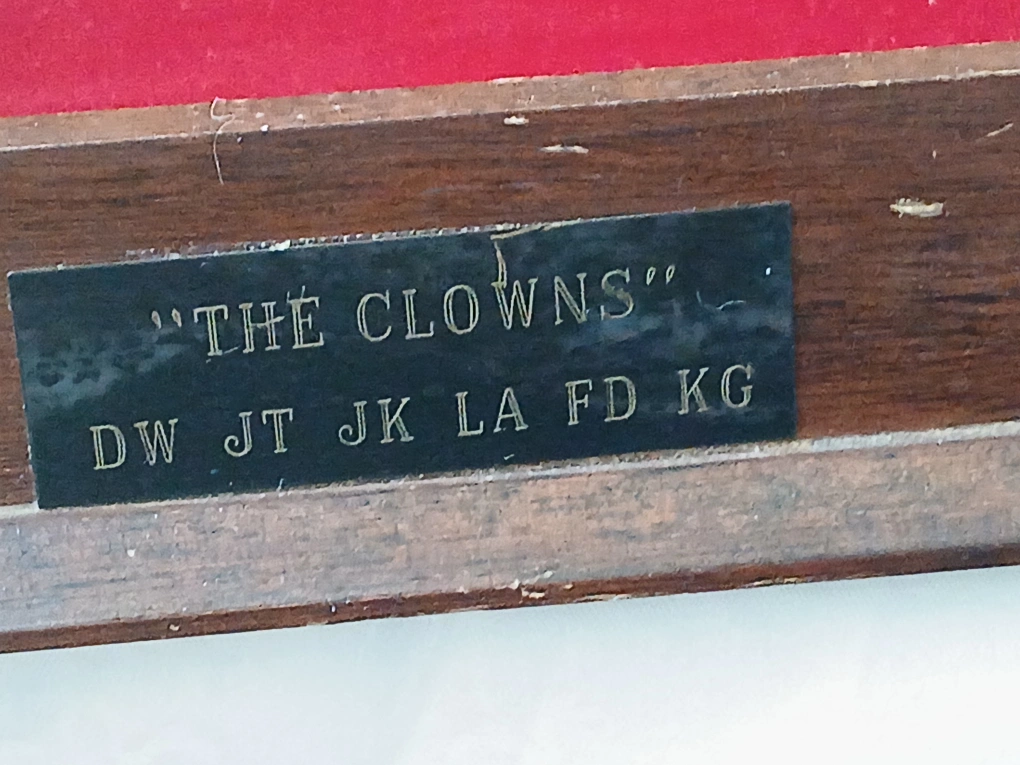 "THE CLOWNS"
DW JT JK LA FD KG